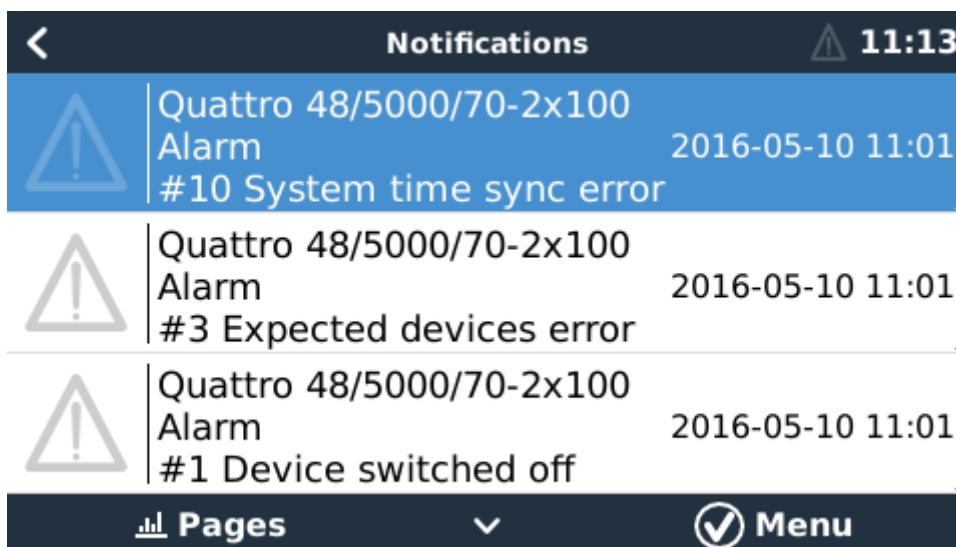 Notifications
11:13
Quattro 48/5000/70-2x100
Alarm
2016-05-10 11:01
#10 System time sync error
Quattro 48/5000/70-2x100
Alarm
2016-05-10 11:01
#3 Expected devices error
Quattro 48/5000/70-2x100
Alarm
2016-05-10 11:01
#1 Device switched off
Pages
Menu